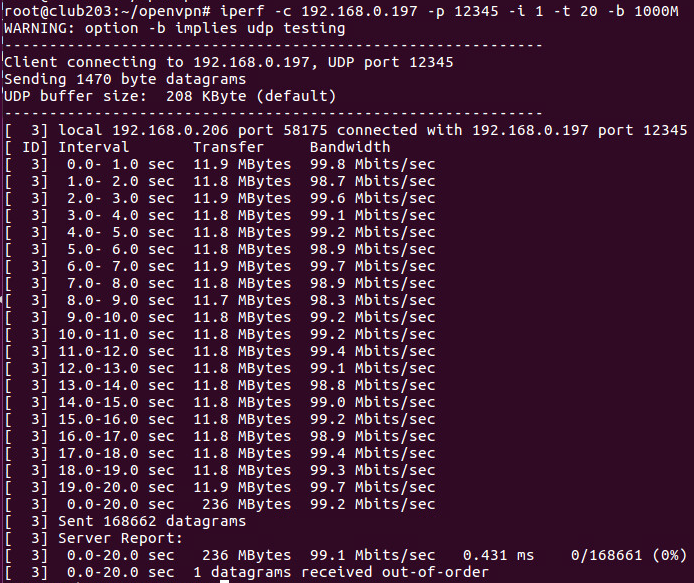 root@club203:~/openvpn# iperf -c 192.168.0.197 -p 12345 -i 1 -t 20 -b 1000M
WARNING: option -b implies udp testing
------------------------------------------------------------
Client connecting to 192.168.0.197, UDP port 12345
Sending 1470 byte datagrams
UDP buffer size:  208 KByte (default)
------------------------------------------------------------
[  3] local 192.168.0.206 port 58175 connected with 192.168.0.197 port 12345
[ ID] Interval       Transfer     Bandwidth
[  3]  0.0- 1.0 sec  11.9 MBytes  99.8 Mbits/sec
[  3]  1.0- 2.0 sec  11.8 MBytes  98.7 Mbits/sec
[  3]  2.0- 3.0 sec  11.9 MBytes  99.6 Mbits/sec
[  3]  3.0- 4.0 sec  11.8 MBytes  99.1 Mbits/sec
[  3]  4.0- 5.0 sec  11.8 MBytes  99.2 Mbits/sec
[  3]  5.0- 6.0 sec  11.8 MBytes  98.9 Mbits/sec
[  3]  6.0- 7.0 sec  11.9 MBytes  99.7 Mbits/sec
[  3]  7.0- 8.0 sec  11.8 MBytes  98.9 Mbits/sec
[  3]  8.0- 9.0 sec  11.7 MBytes  98.3 Mbits/sec
[  3]  9.0-10.0 sec  11.8 MBytes  99.2 Mbits/sec
[  3] 10.0-11.0 sec  11.8 MBytes  99.2 Mbits/sec
[  3] 11.0-12.0 sec  11.8 MBytes  99.4 Mbits/sec
[  3] 12.0-13.0 sec  11.8 MBytes  99.1 Mbits/sec
[  3] 13.0-14.0 sec  11.8 MBytes  98.8 Mbits/sec
[  3] 14.0-15.0 sec  11.8 MBytes  99.0 Mbits/sec
[  3] 15.0-16.0 sec  11.8 MBytes  99.2 Mbits/sec
[  3] 16.0-17.0 sec  11.8 MBytes  98.9 Mbits/sec
[  3] 17.0-18.0 sec  11.8 MBytes  99.4 Mbits/sec
[  3] 18.0-19.0 sec  11.8 MBytes  99.3 Mbits/sec
[  3] 19.0-20.0 sec  11.9 MBytes  99.7 Mbits/sec
[  3]  0.0-20.0 sec   236 MBytes  99.2 Mbits/sec
[  3] Sent 168662 datagrams
[  3] Server Report:
[  3]  0.0-20.0 sec   236 MBytes  99.1 Mbits/sec   0.431 ms    0/168661 (0%)
[  3]  0.0-20.0 sec  1 datagrams received out-of-order